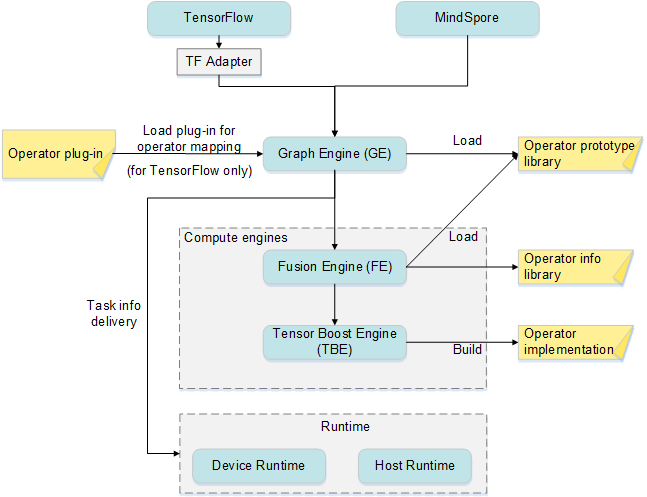 TensorFlow
MindSpore
TF Adapter
Operator plug-in
Load plug-in for
operator mapping
(for TensorFlow only)
Graph Engine (GE)
Load
Operator prototype
library
Compute engines
Load
Fusion Engine (FE)
Operator info
library
Task info
delivery
Tensor Boost Engine
(TBE)
Build
Operator
implementation
Runtime
Device Runtime
Host Runtime